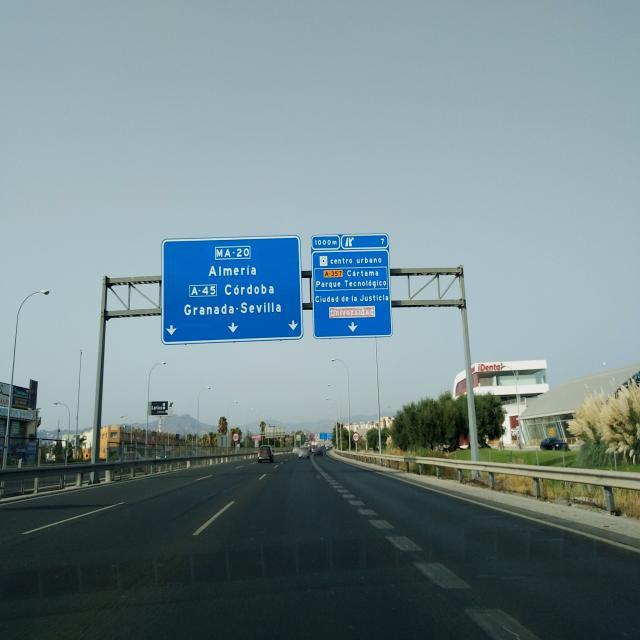 MA-20
Almería
A-45 Córdoba
Granada-Sevilla
1000m 7
centro urbano
A-357 Cártama
Parque Tecnológico
Ciudad de la Justicia
Universidad
iDental